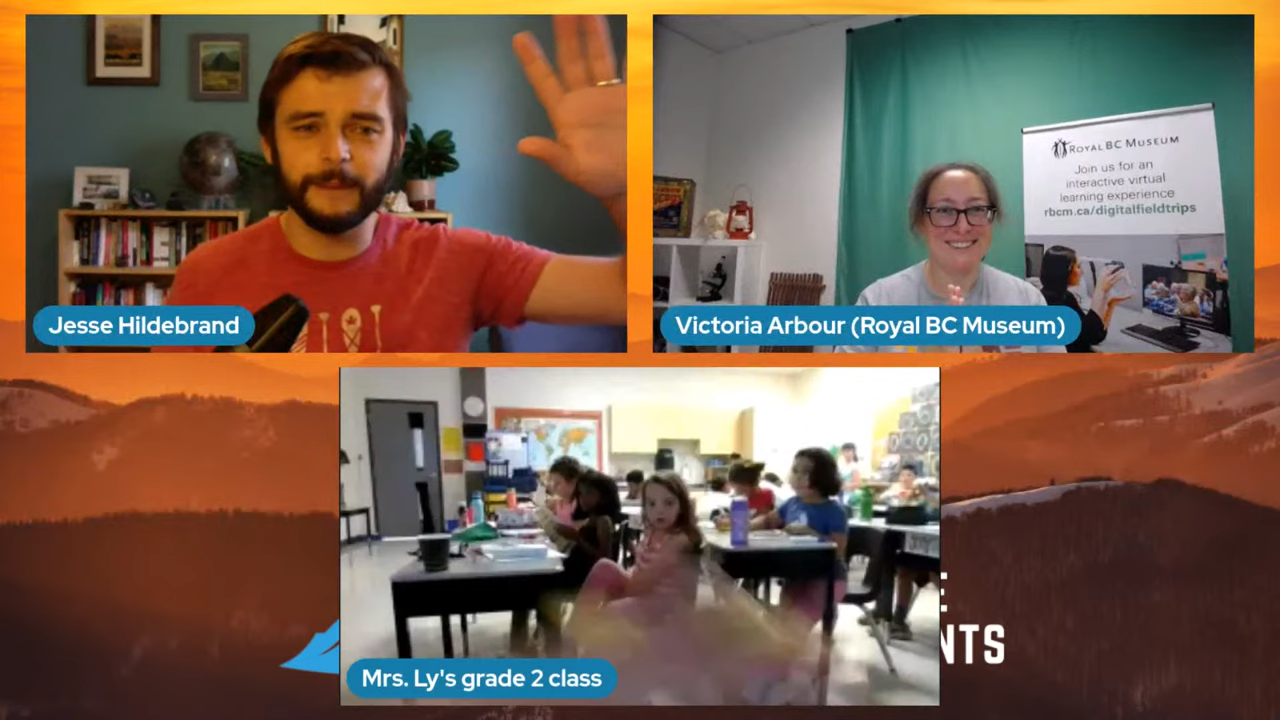 Jesse Hildebrand
ROYAL BC MUSEUM
Join us for an
interactive virtual
learning experience
rbcm.ca/digitalfieldtrips
Victoria Arbour (Royal BC Museum)
Mrs. Ly's grade 2 class
E
NTS